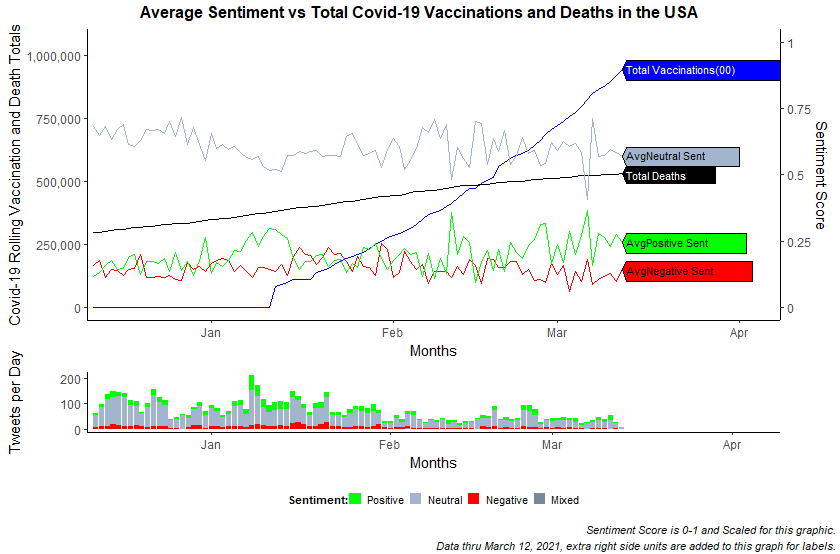 Average Sentiment vs Total Covid-19 Vaccinations and Deaths in the USA
Covid-19 Rolling Vaccination and Death Totals
1,000,000
750,000
500,000
250,000
0
1
0.75
0.5
0.25
0
Sentiment Score
Total Vaccinations(00)
AvgNeutral Sent
Total Deaths
AvgPositive Sent
AvgNegative Sent
Jan Feb Mar Apr
Months
Tweets per Day
200
100
0
Jan Feb Mar Apr
Months
Sentiment: Positive Neutral Negative Mixed
Sentiment Score is 0-1 and Scaled for this graphic.
Data thru March 12, 2021, extra right side units are added to this graph for labels.